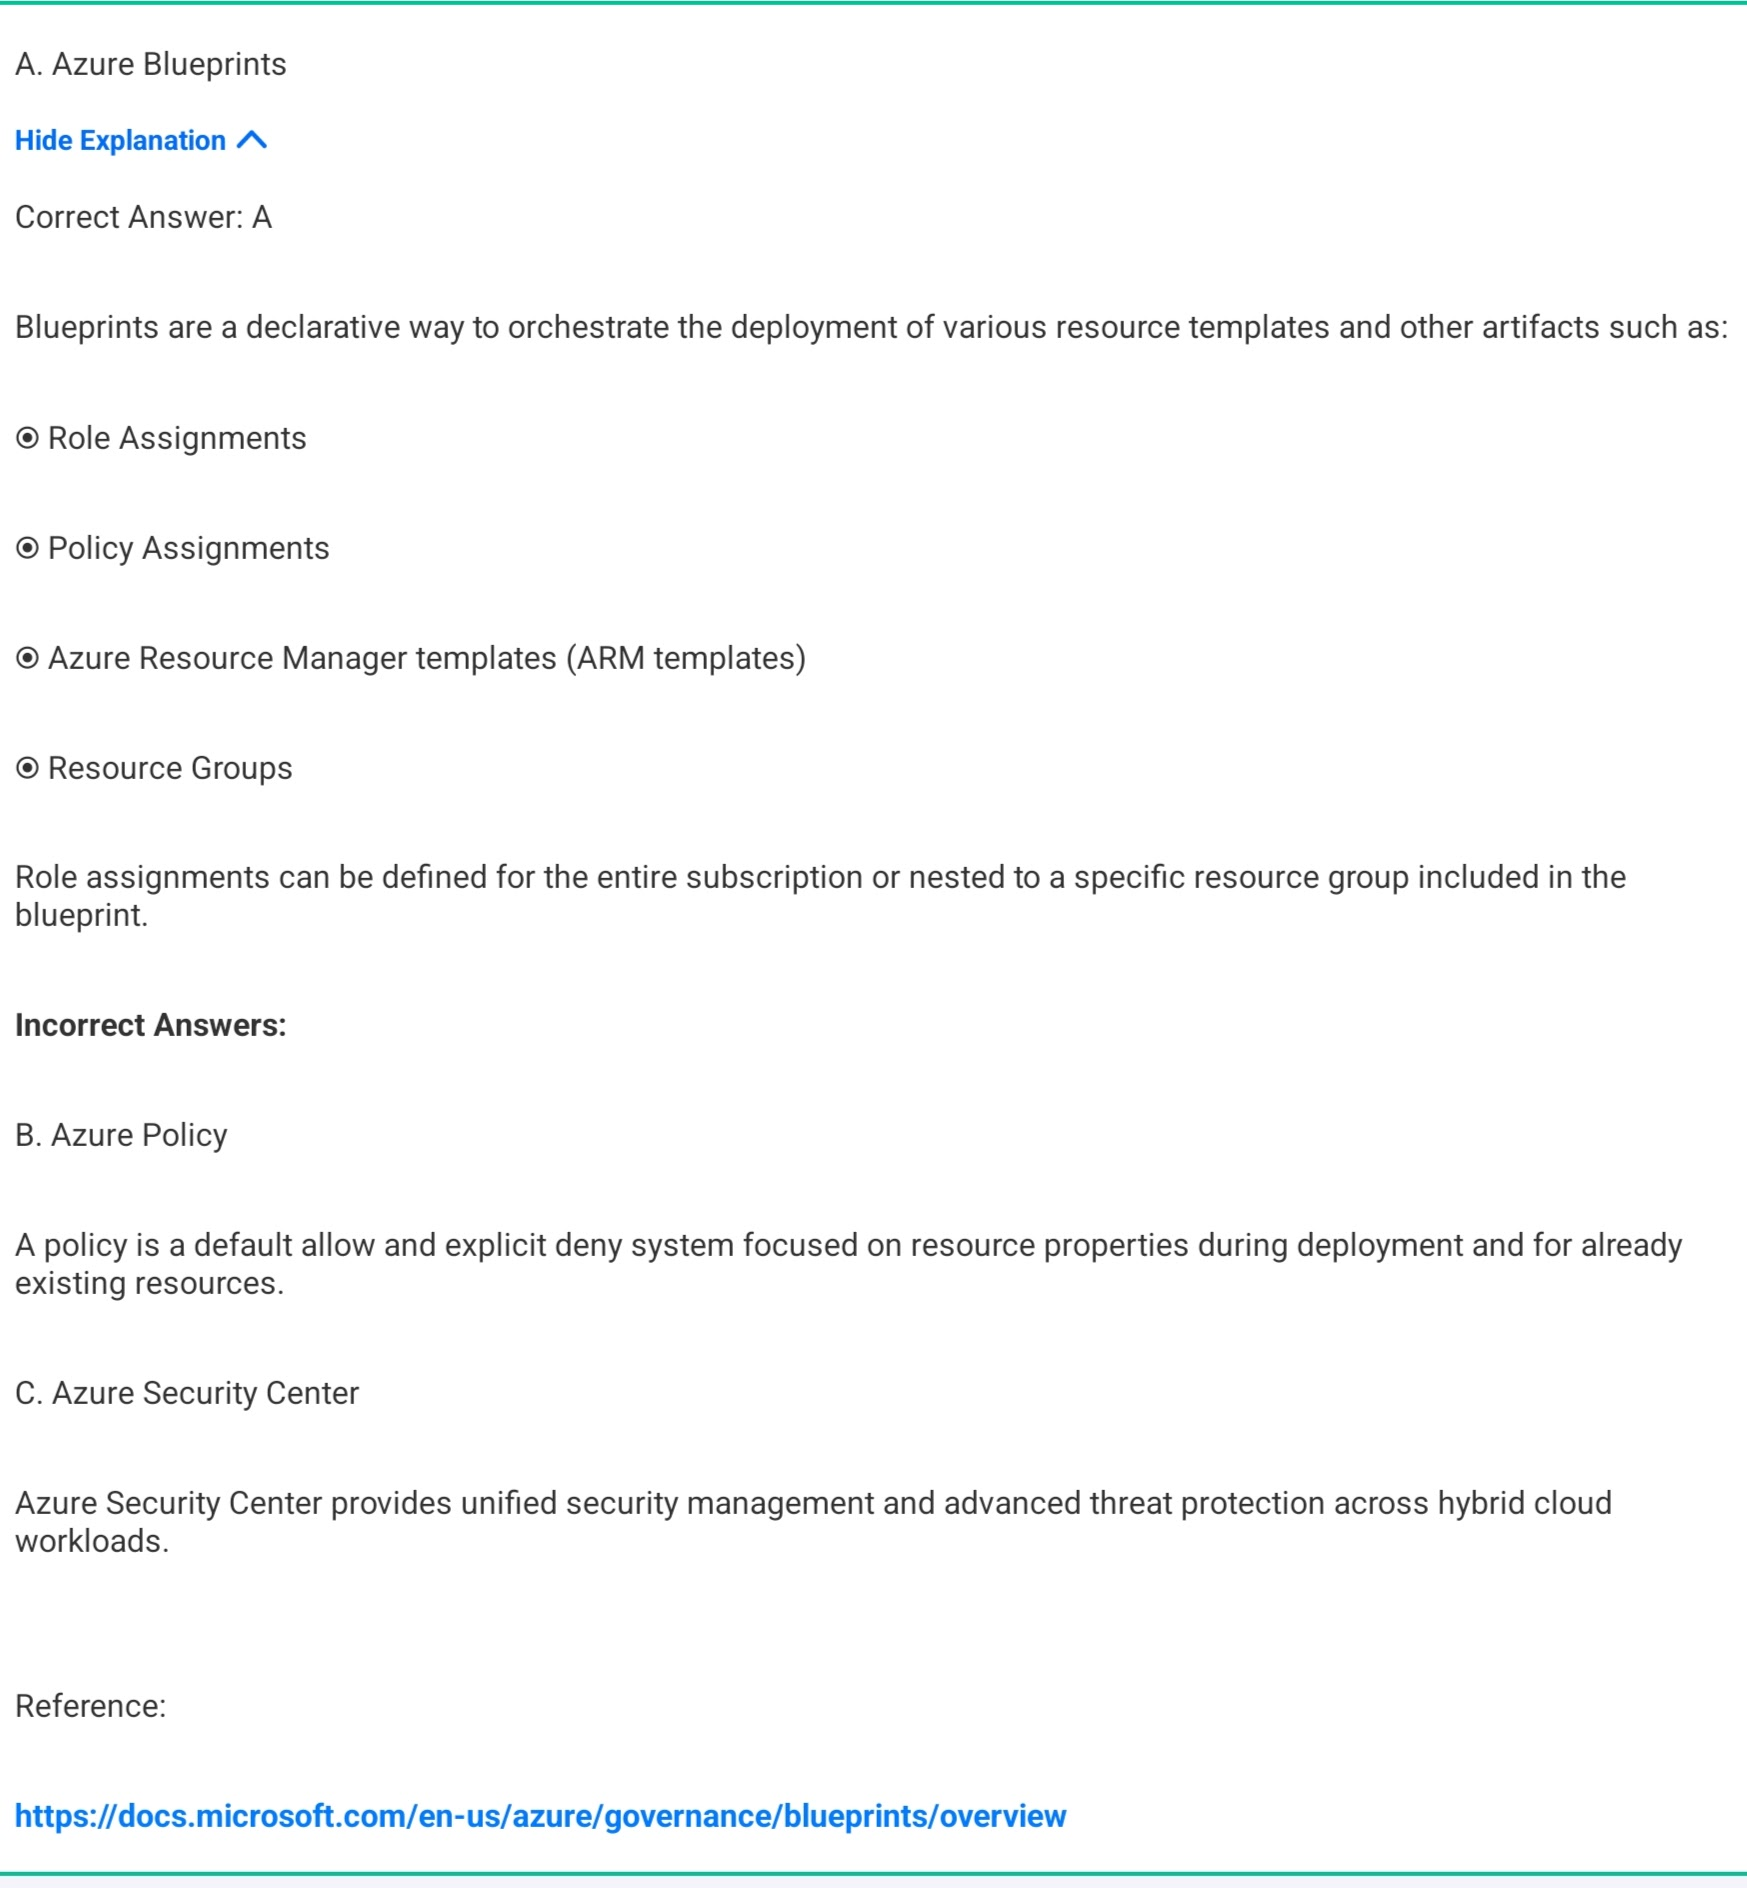 A. Azure Blueprints
Hide Explanation
Correct Answer: A
Blueprints are a declarative way to orchestrate the deployment of various resource templates and other artifacts such as:
Role Assignments
Policy Assignments
Azure Resource Manager templates (ARM templates)
Resource Groups
Role assignments can be defined for the entire subscription or nested to a specific resource group included in the
blueprint.
Incorrect Answers:
B. Azure Policy
A policy is a default allow and explicit deny system focused on resource properties during deployment and for already
existing resources.
C. Azure Security Center
Azure Security Center provides unified security management and advanced threat protection across hybrid cloud
workloads.
Reference:
https://docs.microsoft.com/en-us/azure/governance/blueprints/overview